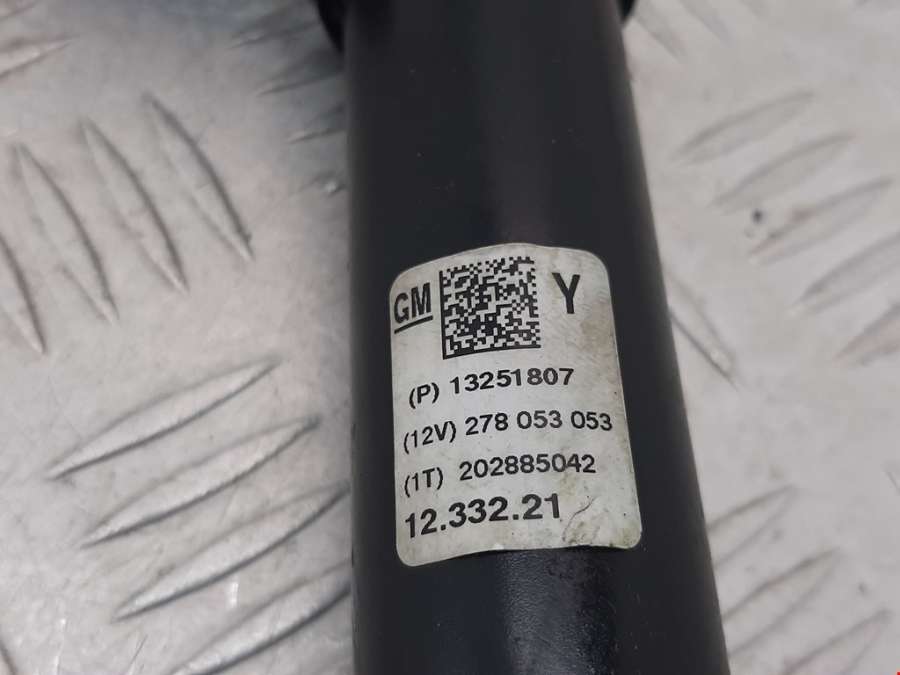 GM Y
(P) 13251807
(12V) 278 053 053
(1T) 202885042
12.332.21